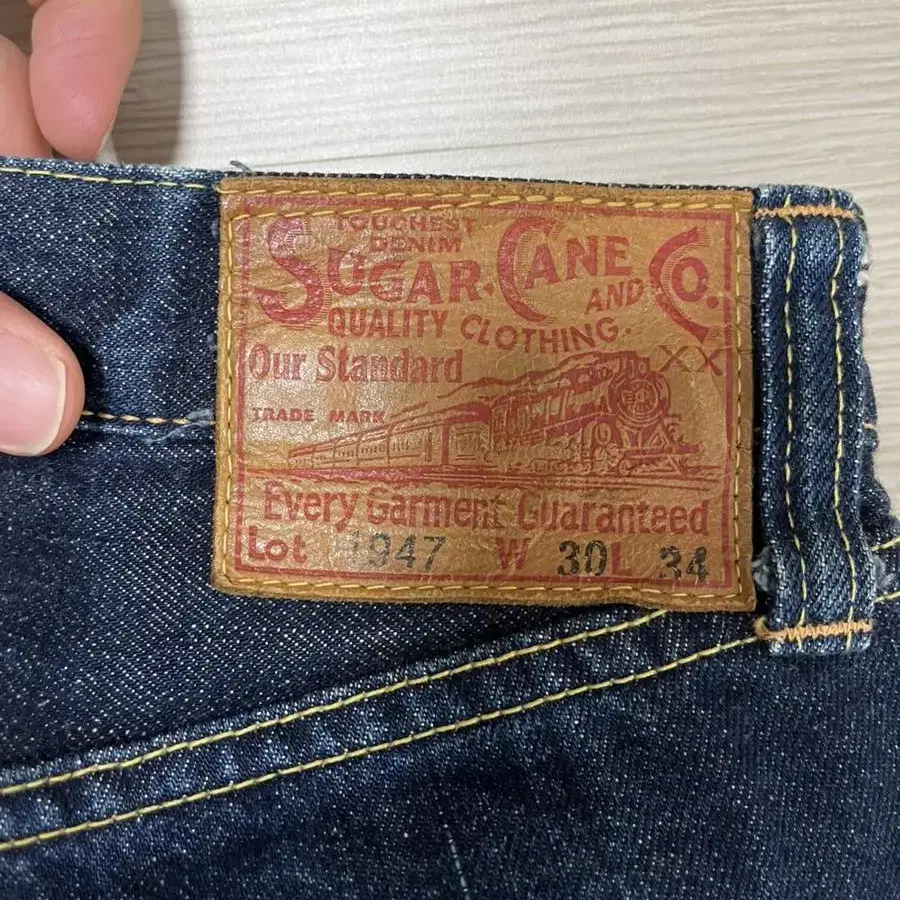 TOUGHEST
DENIM
SUGAR CANE AND CO.
QUALITY CLOTHING.
Our Standard XX
TRADE MARK
Every Garment Guaranteed
Lot 1947 W 30 L 34